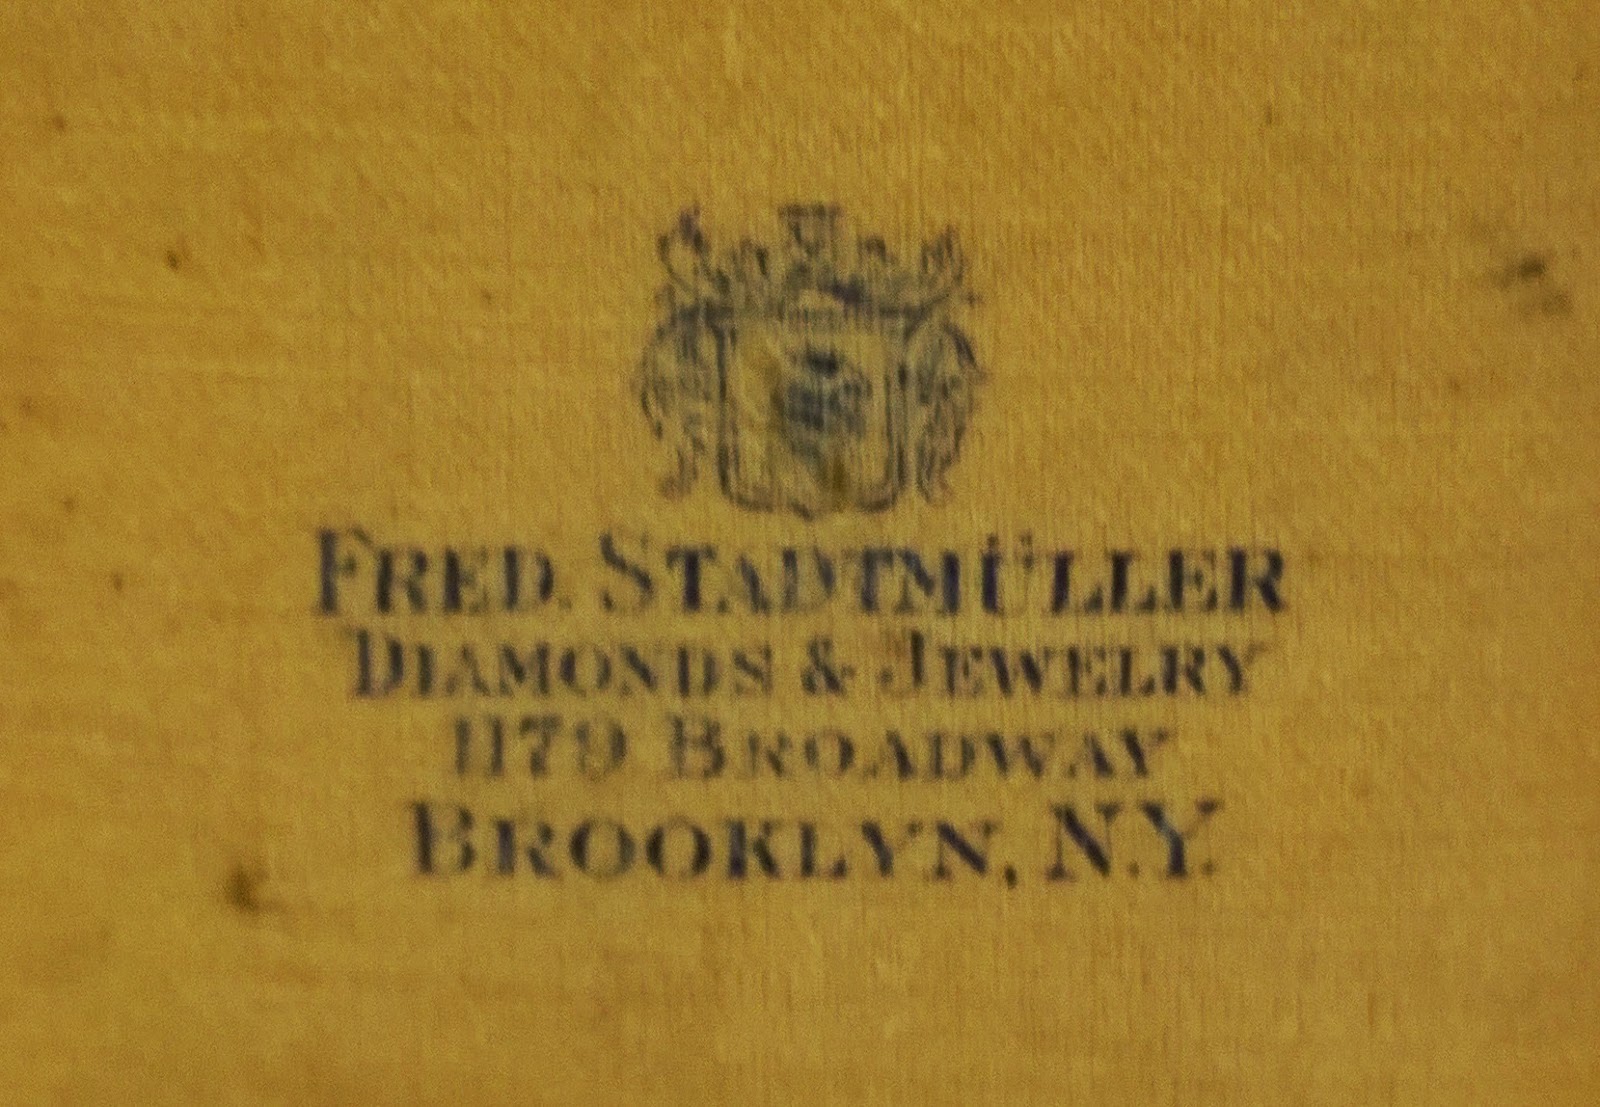 FRED. STADTMÜLLER
DIAMONDS & JEWELRY
1179 BROADWAY
BROOKLYN, N.Y.